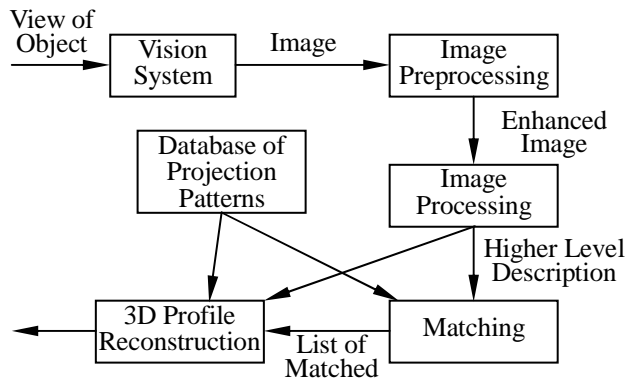 View of
Object
Vision
System
Image
Image
Preprocessing
Enhanced
Image
Database of
Projection
Patterns
Image
Processing
Higher Level
Description
3D Profile
Reconstruction
List of
Matched
Matching